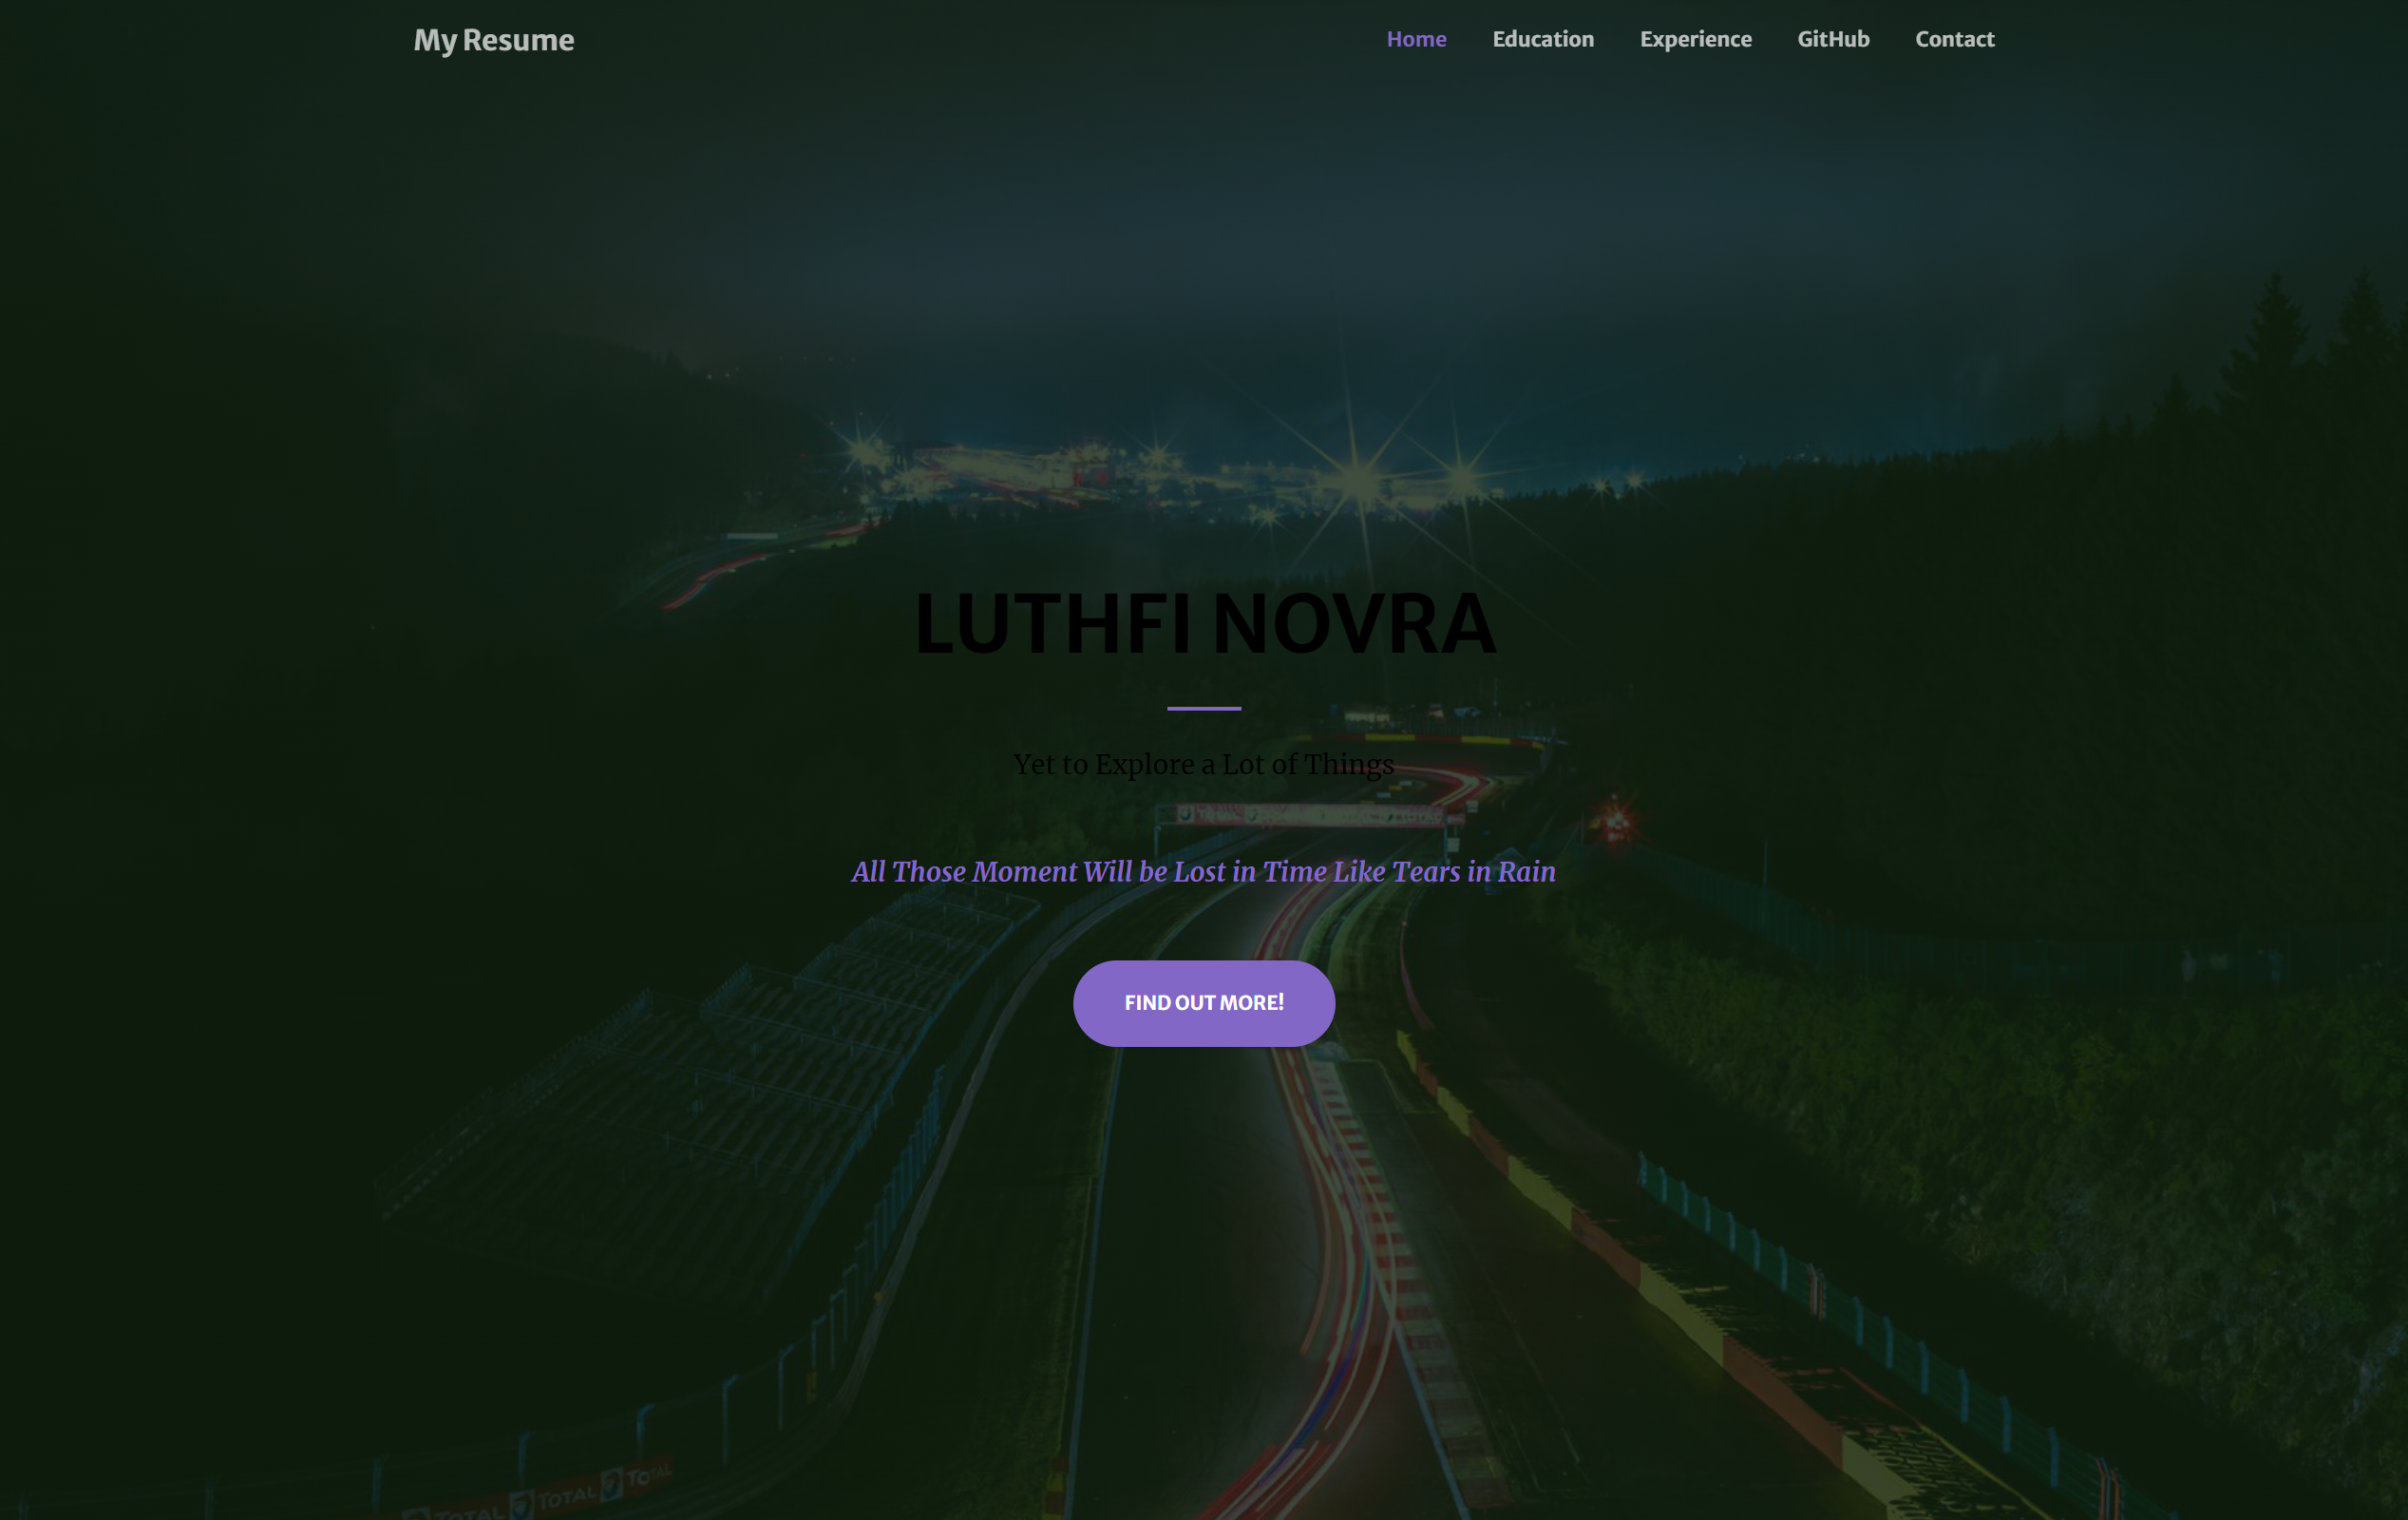 My Resume
Home Education Experience GitHub Contact
LUTHFI NOVRA
Yet to Explore a Lot of Things
TOTAL
All Those Moment Will be Lost in Time Like Tears in Rain
FIND OUT MORE!
TOTAL TOTAL TOTAL